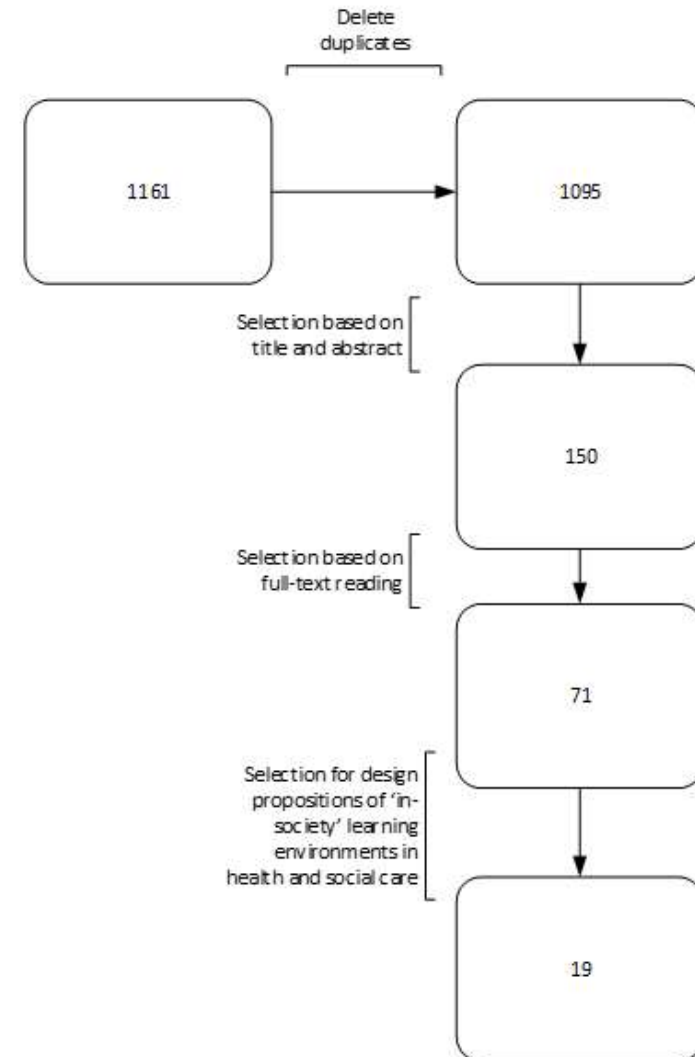 Delete
duplicates
1161
1095
Selection based on
title and abstract
150
Selection based on
full-text reading
71
Selection for design
propositions of ‘in-
society’ learning
environments in
health and social care
19